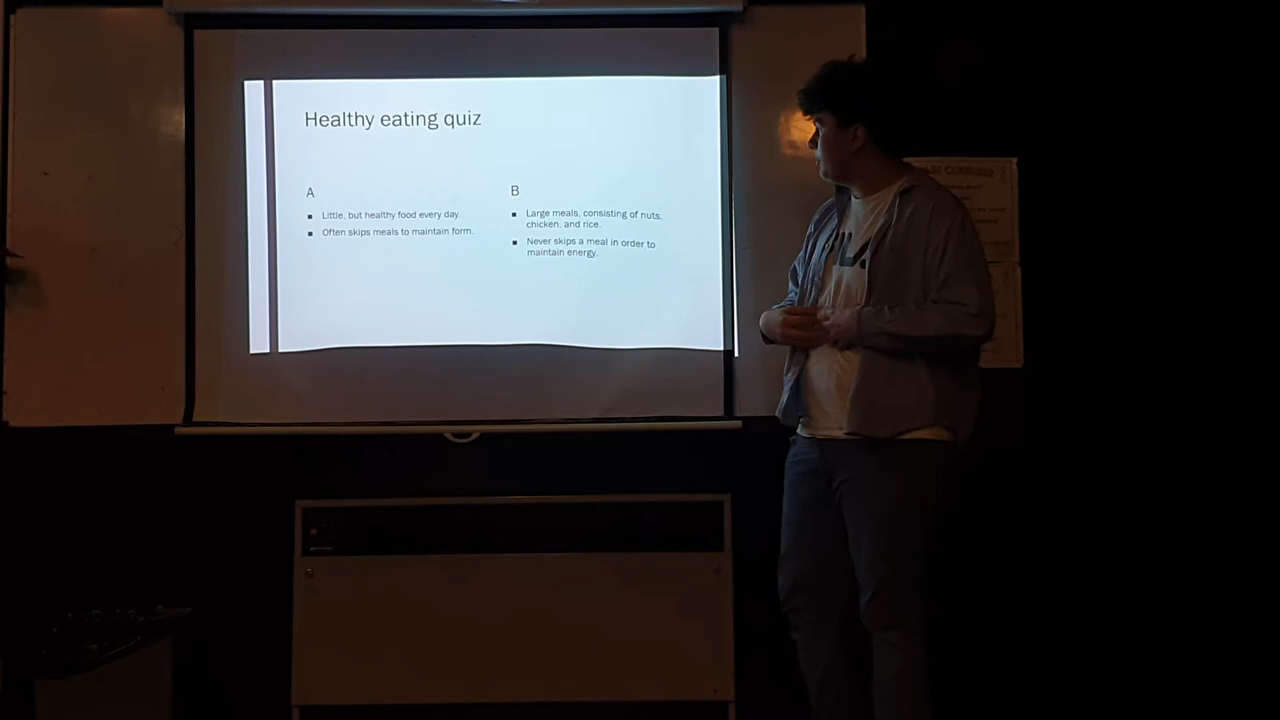 Healthy eating quiz
A
Little, but healthy food every day.
Often skips meals to maintain form.
B
Large meals, consisting of nuts,
chicken, and rice.
Never skips a meal in order to
maintain energy.